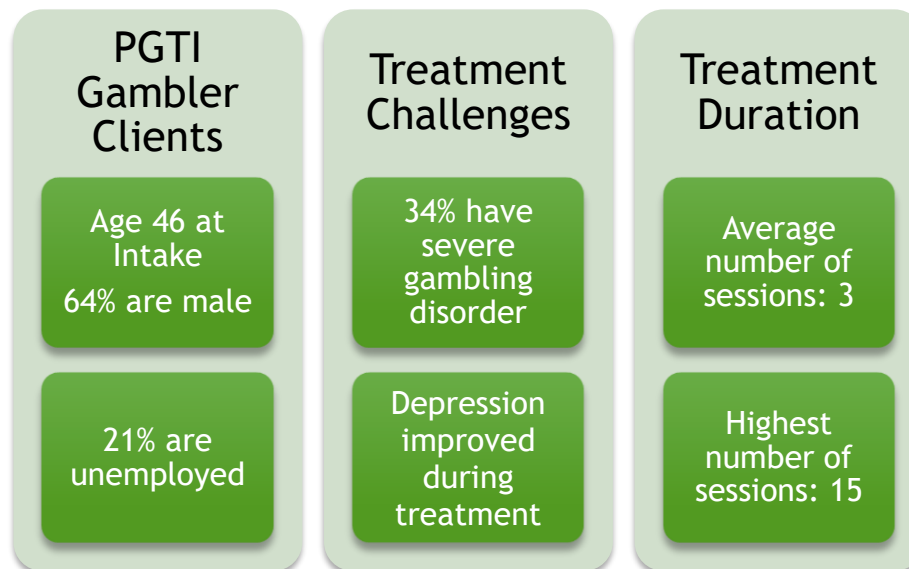 PGTI
Gambler
Clients
Age 46 at
Intake
64% are male
21% are
unemployed
Treatment
Challenges
34% have
severe
gambling
disorder
Depression
improved
during
treatment
Treatment
Duration
Average
number of
sessions: 3
Highest
number of
sessions: 15